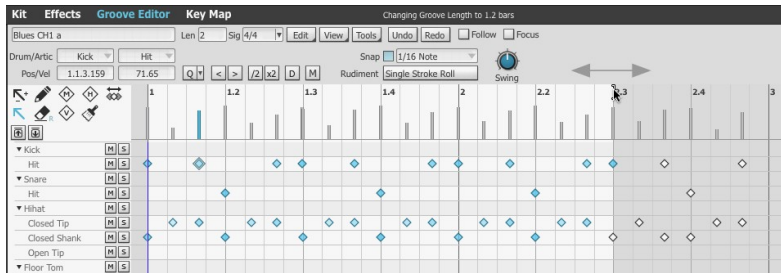 Kit Effects Groove Editor Key Map Changing Groove Length to 1.2 bars
Blues CH1 a Len 2 Sig 4/4 Edit View Tools Undo Redo Follow Focus
Drum/Artic Kick Hit Snap 1/16 Note
Pos/Vel 1.1.3.159 71.65 Q < > /2 x2 D M Rudiment Single Stroke Roll Swing
1 1.2 1.3 1.4 2 2.2 2.3 2.4 3
M H
R V
Kick M S
Hit M S
Snare M S
Hit M S
Hihat M S
Closed Tip M S
Closed Shank M S
Open Tip M S
Floor Tom M S